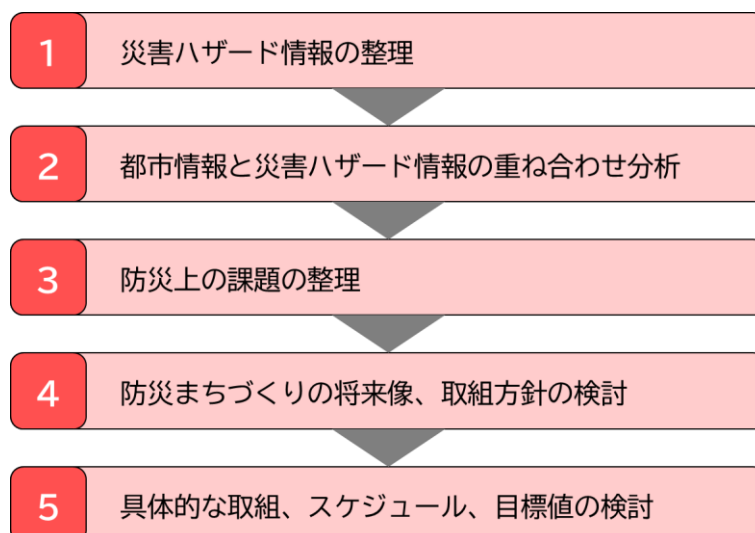 1 災害ハザード情報の整理
2 都市情報と災害ハザード情報の重ね合わせ分析
3 防災上の課題の整理
4 防災まちづくりの将来像、取組方針の検討
5 具体的な取組、スケジュール、目標値の検討